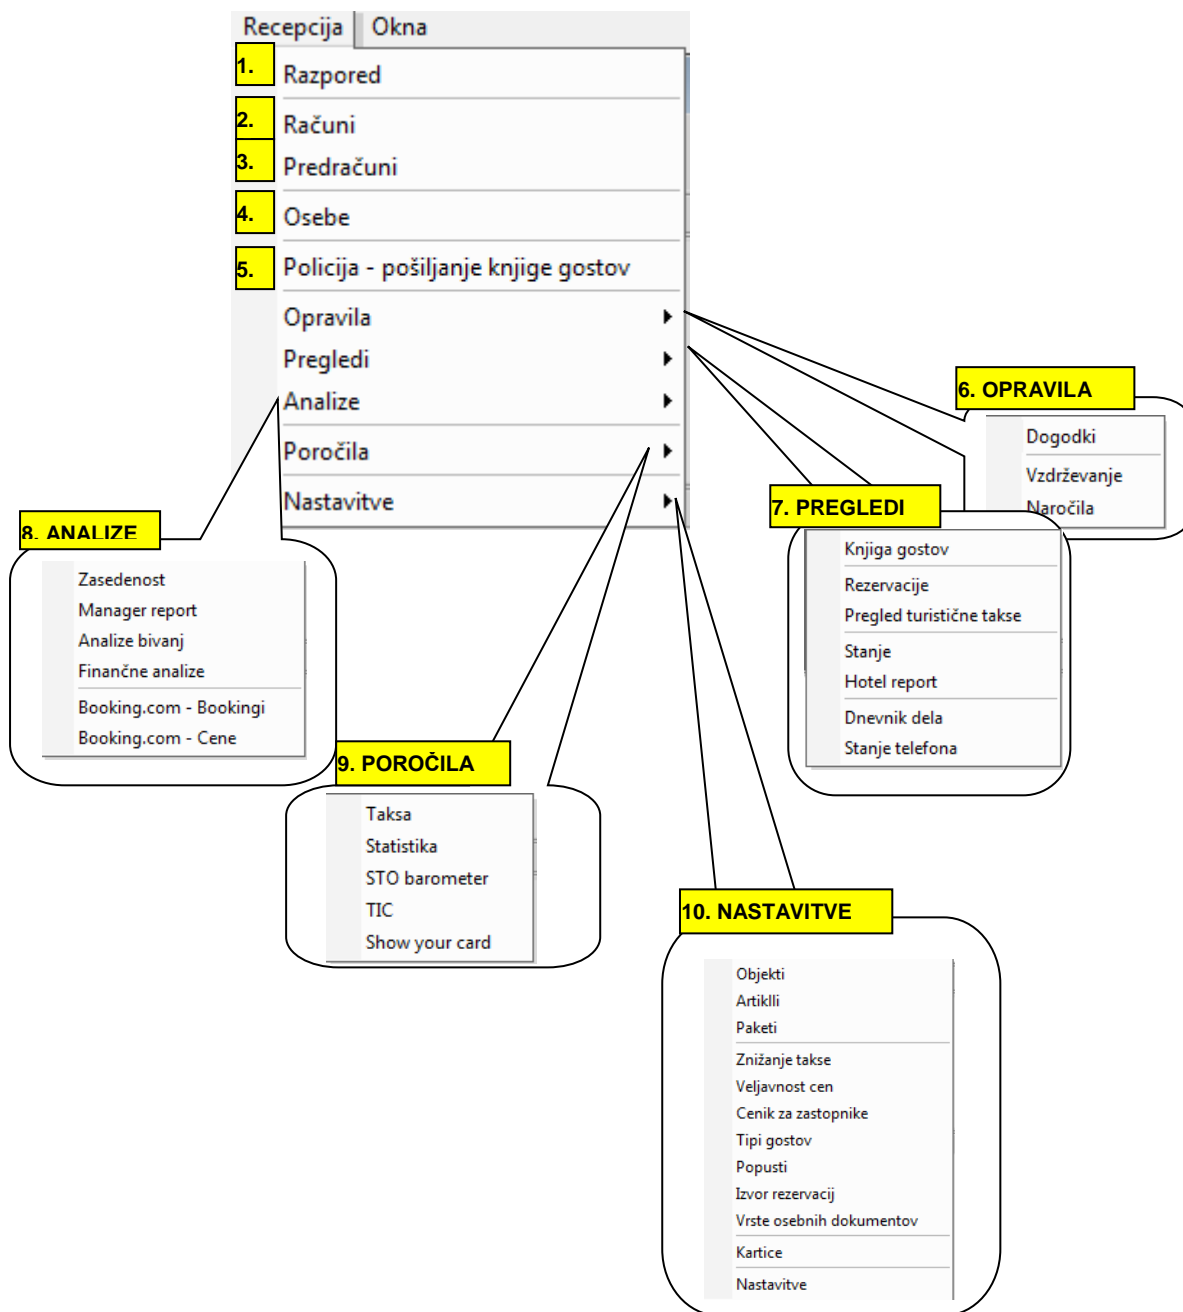 Recepcija Okna
1. Razpored
2. Računi
3. Predračuni
4. Osebe
5. Policija - pošiljanje knjige gostov
Opravila
Pregledi
Analize
Poročila
Nastavitve
6. OPRAVILA
Dogodki
Vzdrževanje
Naročila
7. PREGLEDI
Knjiga gostov
Rezervacije
Pregled turistične takse
Stanje
Hotel report
Dnevnik dela
Stanje telefona
8. ANALIZE
Zasedenost
Manager report
Analize bivanj
Finančne analize
Booking.com - Bookingi
Booking.com - Cene
9. POROČILA
Taksa
Statistika
STO barometer
TIC
Show your card
10. NASTAVITVE
Objekti
Artiklli
Paketi
Znižanje takse
Veljavnost cen
Cenik za zastopnike
Tipi gostov
Popusti
Izvor rezervacij
Vrste osebnih dokumentov
Kartice
Nastavitve